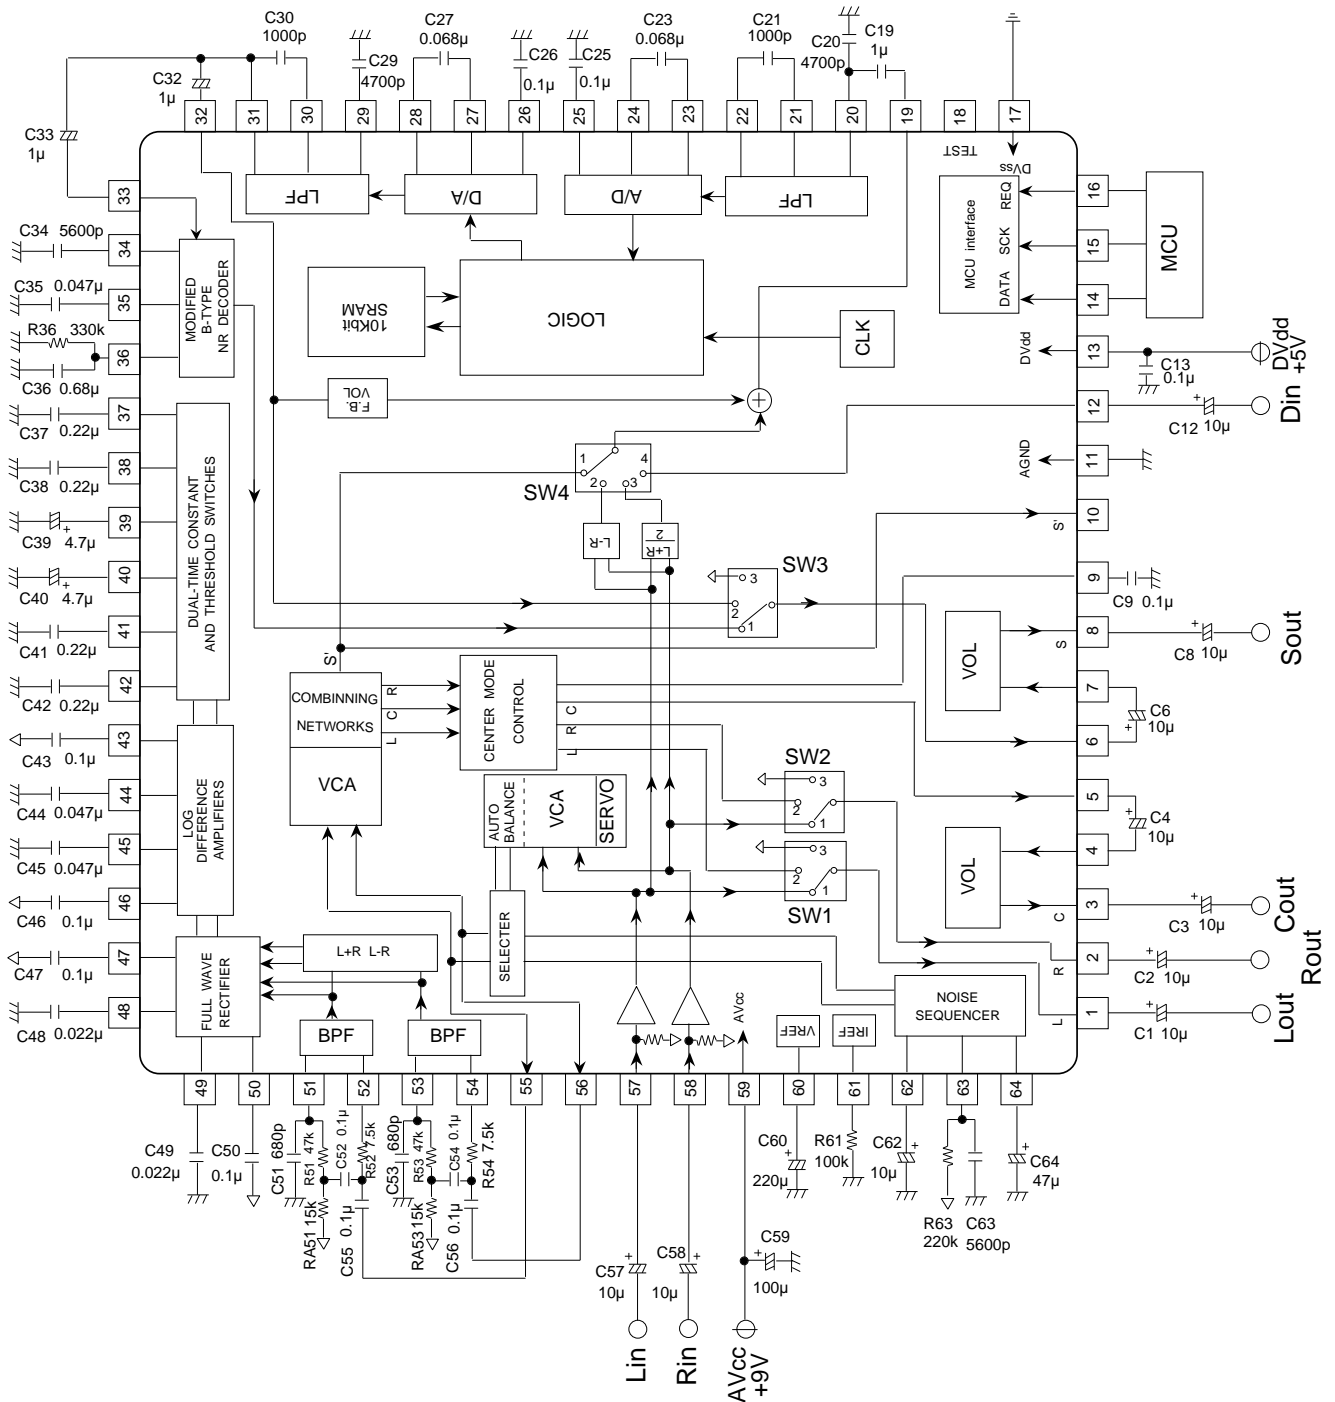 C30
1000p
C27
0.068µ
C26
0.1µ
C25
0.1µ
C23
0.068µ
C21
1000p
C20
4700p
C19
1µ
C32
1µ
C29
4700p
C33
1µ
32
31
30
29
28
27
26
25
24
23
22
21
20
19
18
17
TEST
DVss
LPF
D/A
A/D
LPF
MCU interface
REQ
SCK
DATA
16
15
14
MCU
33
C34 5600p
34
C35
0.047µ
35
R36 330k
36
C36 0.68µ
MODIFIED
B-TYPE
NR DECODER
10Kbit
SRAM
LOGIC
CLK
F.B.
VOL
+
DVdd
13
C13
0.1µ
DVdd
+5V
12
C12
+
10µ
Din
AGND
11
S'
10
37
C37 0.22µ
38
C38 0.22µ
39
C39
+
4.7µ
40
C40
+
4.7µ
41
C41 0.22µ
42
C42 0.22µ
DUAL-TIME CONSTANT
AND THRESHOLD SWITCHES
1
2
3
4
SW4
L-R
L+R
2
SW3
3
2
1
9
C9 0.1µ
VOL
S
8
+
C8 10µ
Sout
7
C6
10µ
+
6
S'
COMBINNING
NETWORKS
VCA
R
C
L
CENTER MODE
CONTROL
C
R
L
SW2
3
2
1
SW1
3
2
1
5
+
C4
10µ
4
VOL
C
3
+
C3 10µ
Cout
R
2
+
C2 10µ
Rout
L
1
+
C1 10µ
Lout
43
C43 0.1µ
44
C44 0.047µ
45
C45 0.047µ
46
C46 0.1µ
47
C47 0.1µ
48
C48 0.022µ
LOG
DIFFERENCE
AMPLIFIERS
AUTO
BALANCE
VCA
SERVO
SELECTER
FULL WAVE
RECTIFIER
L+R L-R
BPF
BPF
AVcc
VREF
IREF
NOISE
SEQUENCER
49
50
51
52
53
54
55
56
57
58
59
60
61
62
63
64
C49
0.022µ
C50
0.1µ
C51 680p
R51 47k
C52 0.1µ
R52 7.5k
RA51 15k
C55 0.1µ
C53 680p
R53 47k
C54 0.1µ
R54 7.5k
RA53 15k
C56 0.1µ
C57
+
10µ
Lin
C58
+
10µ
Rin
C59
+
100µ
AVcc
+9V
C60
+
220µ
R61
100k
C62
+
10µ
R63
220k
C63
5600p
+
C64
47µ